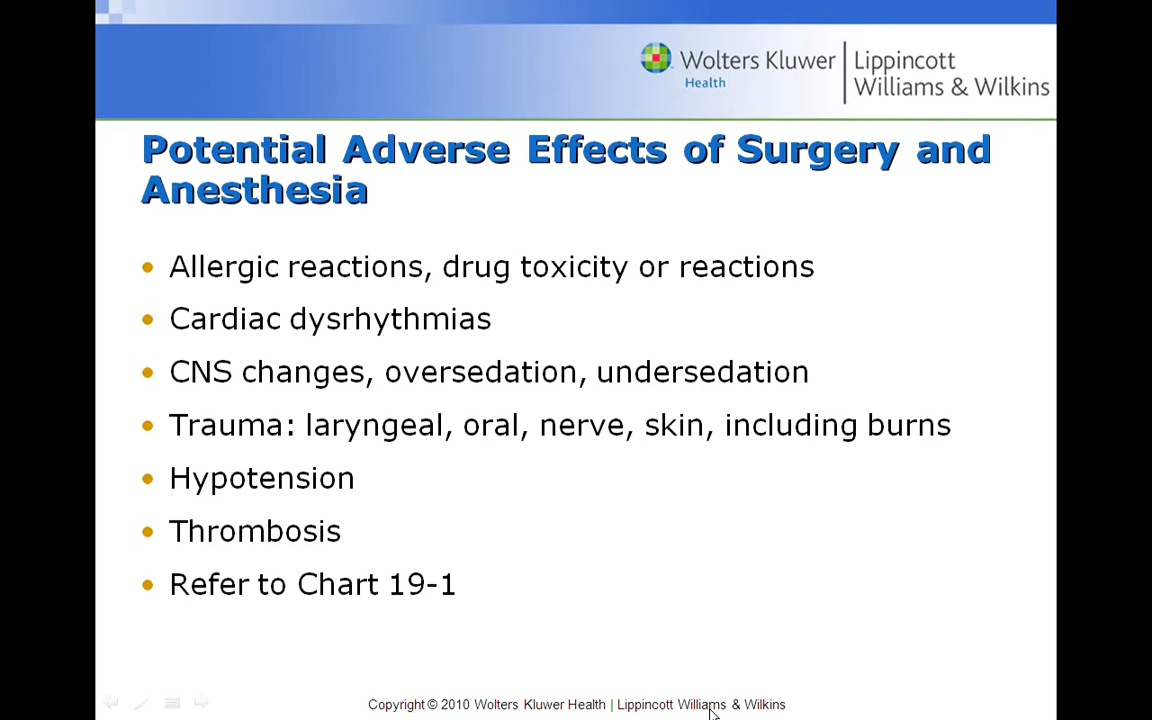 Wolters Kluwer
Health
Lippincott
Williams & Wilkins
Potential Adverse Effects of Surgery and
Anesthesia
• Allergic reactions, drug toxicity or reactions
• Cardiac dysrhythmias
• CNS changes, oversedation, undersedation
• Trauma: laryngeal, oral, nerve, skin, including burns
• Hypotension
• Thrombosis
• Refer to Chart 19-1
Copyright © 2010 Wolters Kluwer Health | Lippincott Williams & Wilkins